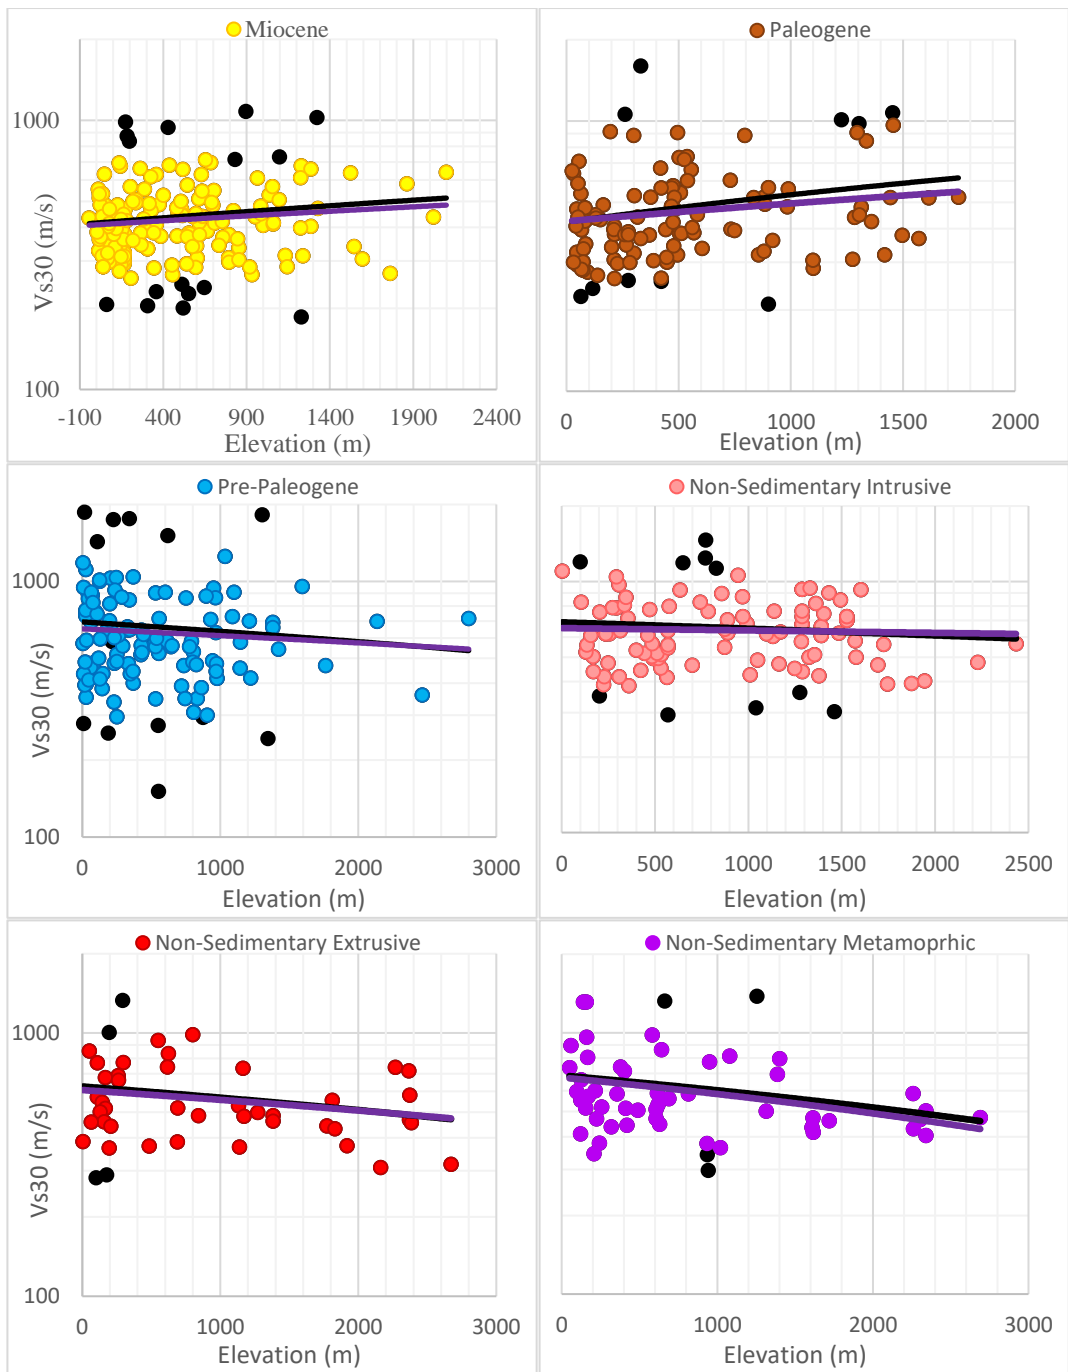 Miocene
Vs30 (m/s)
1000
100
-100 400 900 1400 1900 2400
Elevation (m)
Paleogene
0 500 1000 1500 2000
Elevation (m)
Pre-Paleogene
Vs30 (m/s)
1000
100
0 1000 2000 3000
Elevation (m)
Non-Sedimentary Intrusive
0 500 1000 1500 2000 2500
Elevation (m)
Non-Sedimentary Extrusive
Vs30 (m/s)
1000
100
0 1000 2000 3000
Elevation (m)
Non-Sedimentary Metamoprhic
0 1000 2000 3000
Elevation (m)